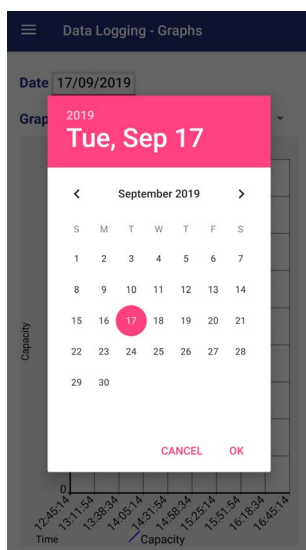 Data Logging - Graphs
Date 17/09/2019
Grap
2019
Tue, Sep 17
September 2019
S M T W T F S
1 2 3 4 5 6 7
8 9 10 11 12 13 14
15 16 17 18 19 20 21
22 23 24 25 26 27 28
29 30
CANCEL OK
Capacity
0
12:45:14 13:11:54 13:38:34 14:05:14 14:31:54 14:58:34 15:25:14 15:51:54 16:18:34 16:45:14
Time Capacity